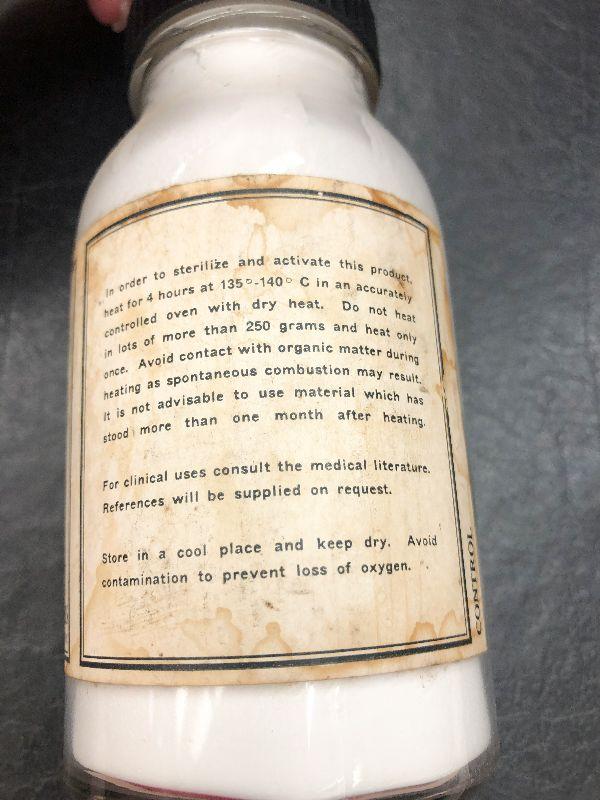 In order to sterilize and activate this product,
heat for 4 hours at 135°-140° C in an accurately
controlled oven with dry heat. Do not heat
in lots of more than 250 grams and heat only
once. Avoid contact with organic matter during
heating as spontaneous combustion may result.
It is not advisable to use material which has
stood more than one month after heating.
For clinical uses consult the medical literature.
References will be supplied on request.
Store in a cool place and keep dry. Avoid
contamination to prevent loss of oxygen.
CONTROL